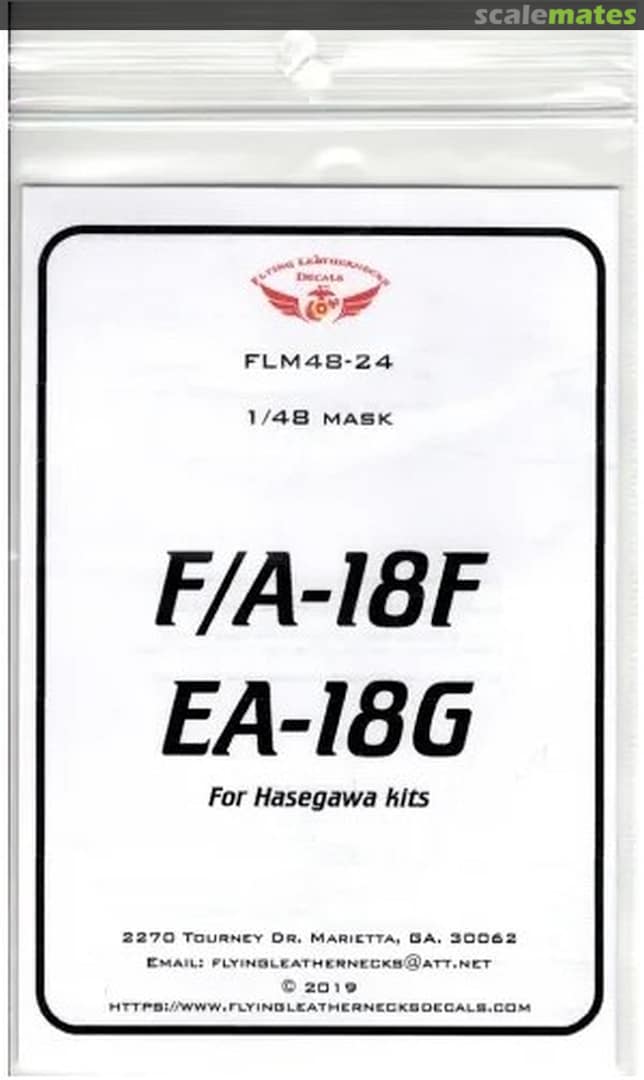 scalemates
FLYING LEATHERNECKS
DECALS
FLM48-24
1/48 MASK
F/A-18F
EA-18G
For Hasegawa kits
2270 TOURNEY DR. MARIETTA, GA. 30062
EMAIL: FLYINGLEATHERNECKS@ATT.NET
© 2019
HTTPS://WWW.FLYINGLEATHERNECKSDECALS.COM